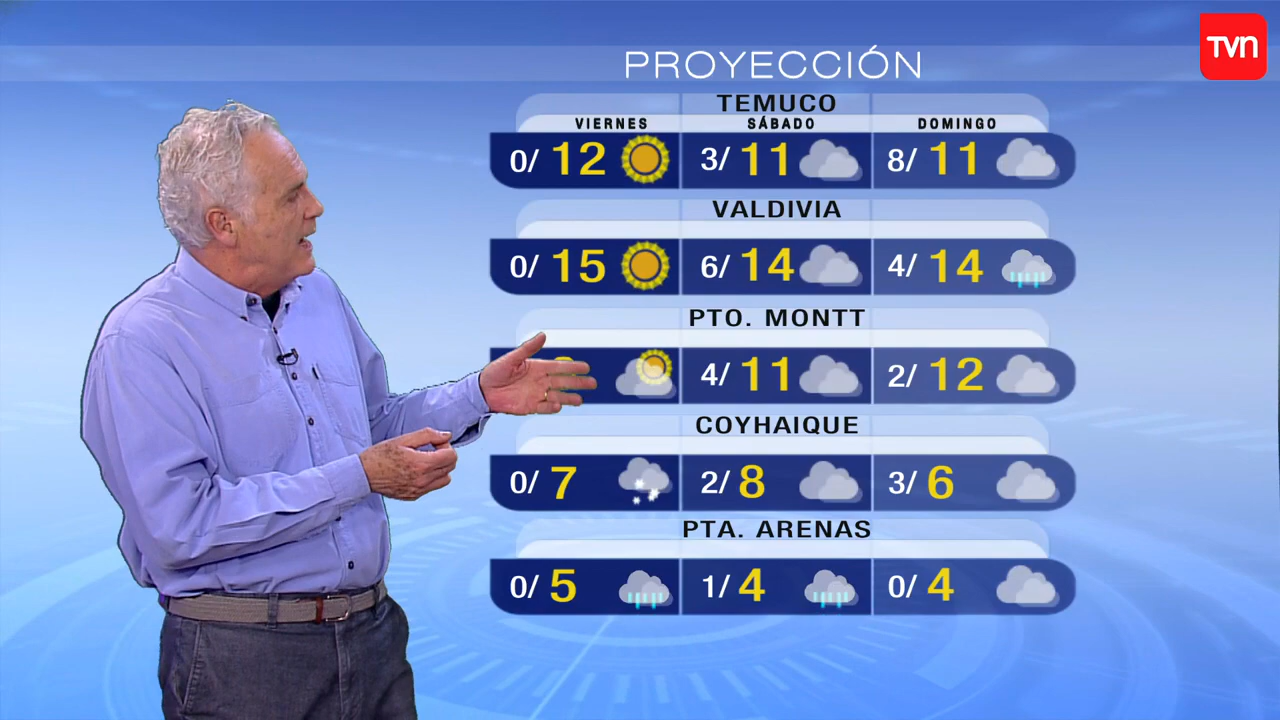 TVN
PROYECCIÓN
TEMUCO
VIERNES SÁBADO DOMINGO
0/ 12 3/ 11 8/ 11
VALDIVIA
0/ 15 6/ 14 4/ 14
PTO. MONTT
4/ 11 2/ 12
COYHAIQUE
0/ 7 2/ 8 3/ 6
PTA. ARENAS
0/ 5 1/ 4 0/ 4